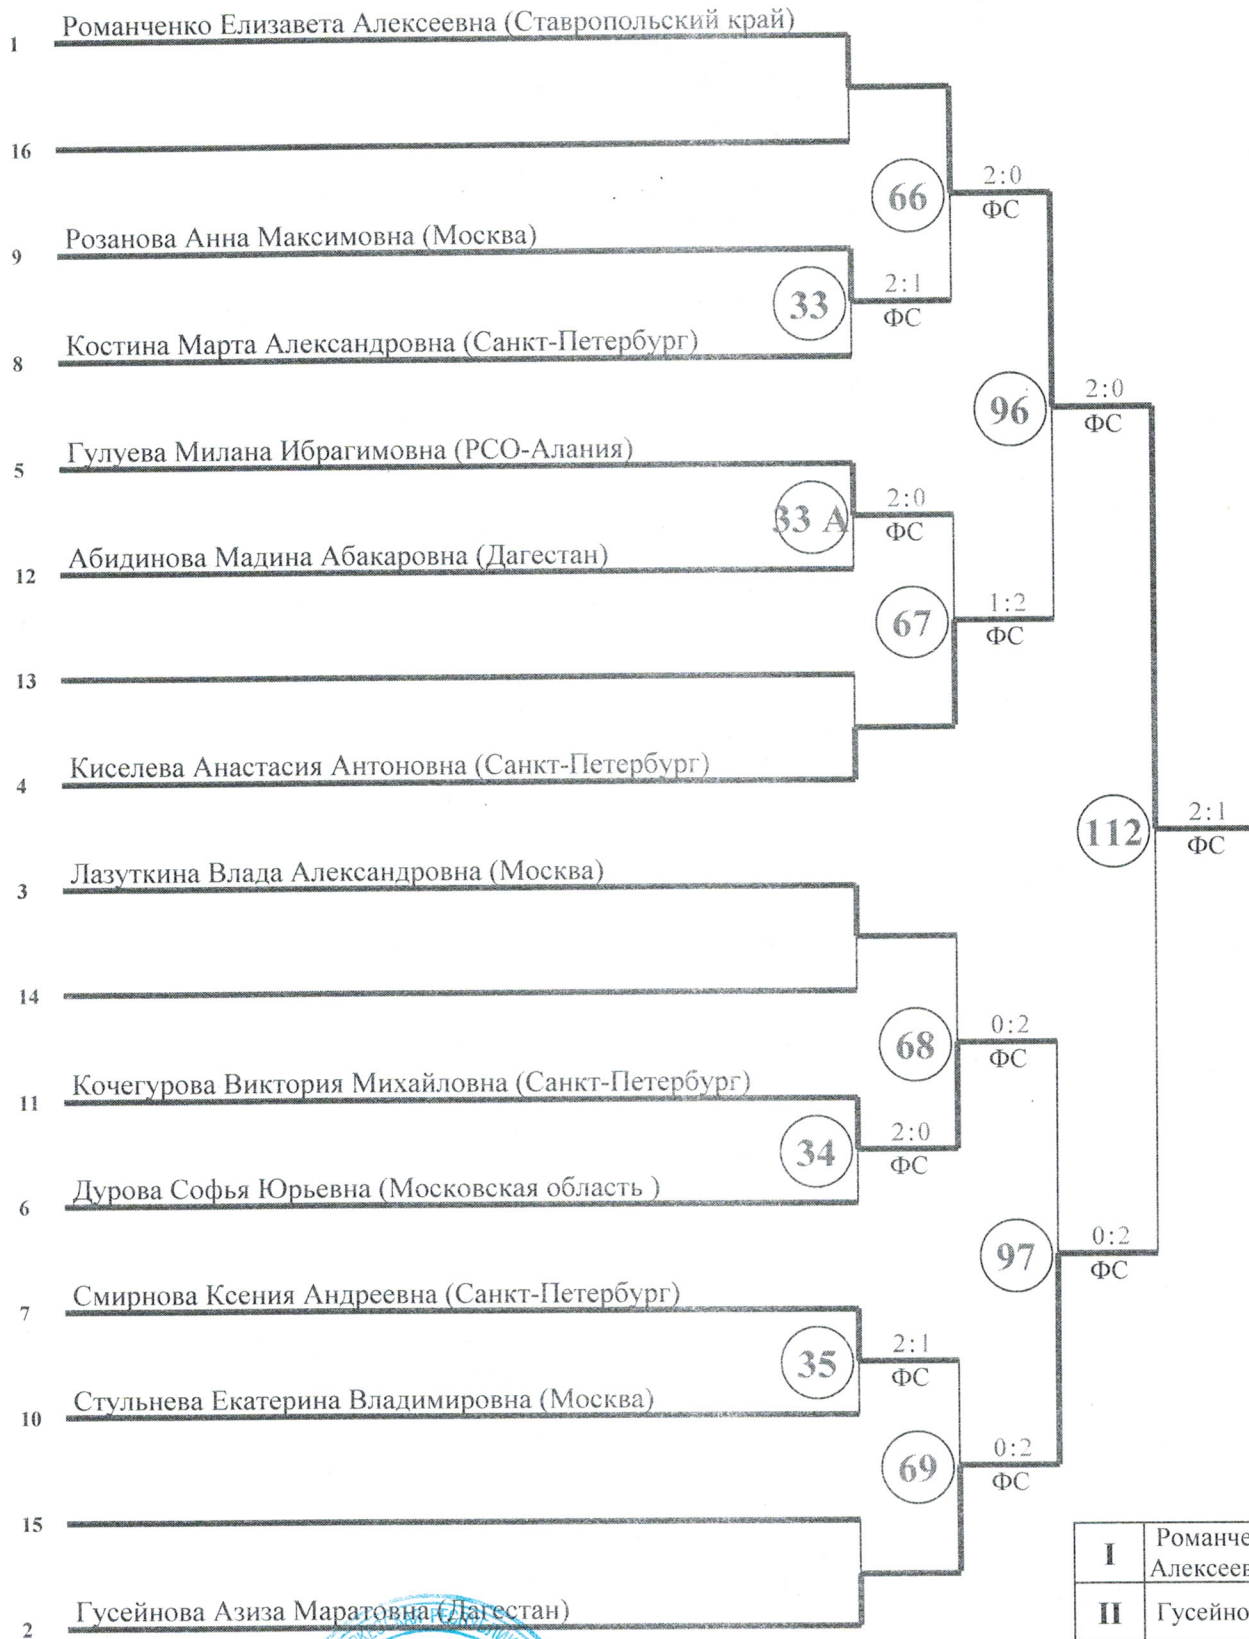 1 Романченко Елизавета Алексеевна (Ставропольский край)
16
66 2:0
ФС
9 Розанова Анна Максимовна (Москва)
33 2:1
ФС
8 Костина Марта Александровна (Санкт-Петербург)
96 2:0
ФС
5 Гулуева Милана Ибрагимовна (РСО-Алания)
33 А 2:0
ФС
12 Абидинова Мадина Абакаровна (Дагестан)
67 1:2
ФС
13
4 Киселева Анастасия Антоновна (Санкт-Петербург)
112 2:1
ФС
3 Лазуткина Влада Александровна (Москва)
14
68 0:2
ФС
11 Кочегурова Виктория Михайловна (Санкт-Петербург)
34 2:0
ФС
6 Дурова Софья Юрьевна (Московская область )
97 0:2
ФС
7 Смирнова Ксения Андреевна (Санкт-Петербург)
35 2:1
ФС
10 Стульнева Екатерина Владимировна (Москва)
69 0:2
ФС
15
I Романче
Алексеев
2 Гусейнова Азиза Маратовна (Дагестан)
II Гусейно